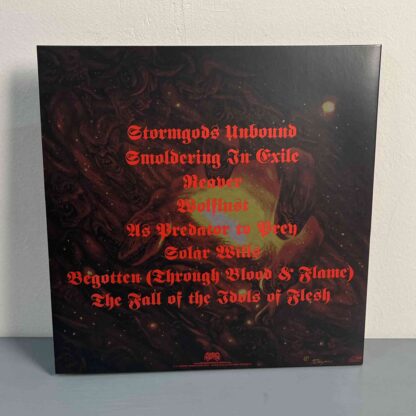 Stormgods Unbound
Smoldering In Exile
Reaper
Wolflust
As Predator to Prey
Solar Wills
Begotten (Through Blood & Flame)
The Fall of the Idols of Flesh